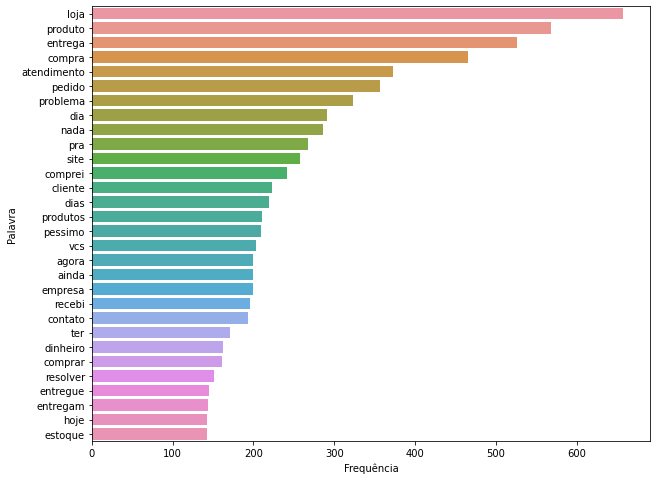 loja
produto
entrega
compra
atendimento
pedido
problema
dia
nada
pra
site
comprei
cliente
dias
produtos
pessimo
vcs
agora
ainda
empresa
recebi
contato
ter
dinheiro
comprar
resolver
entregue
entregam
hoje
estoque
Palavra
0 100 200 300 400 500 600
Frequência